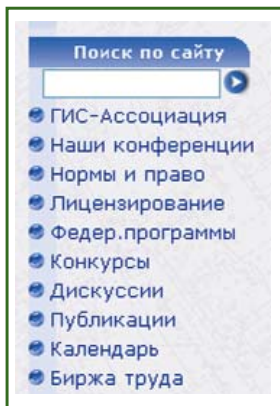 Поиск по сайту
ГИС-Ассоциация
Наши конференции
Нормы и право
Лицензирование
Федер.программы
Конкурсы
Дискуссии
Публикации
Календарь
Биржа труда